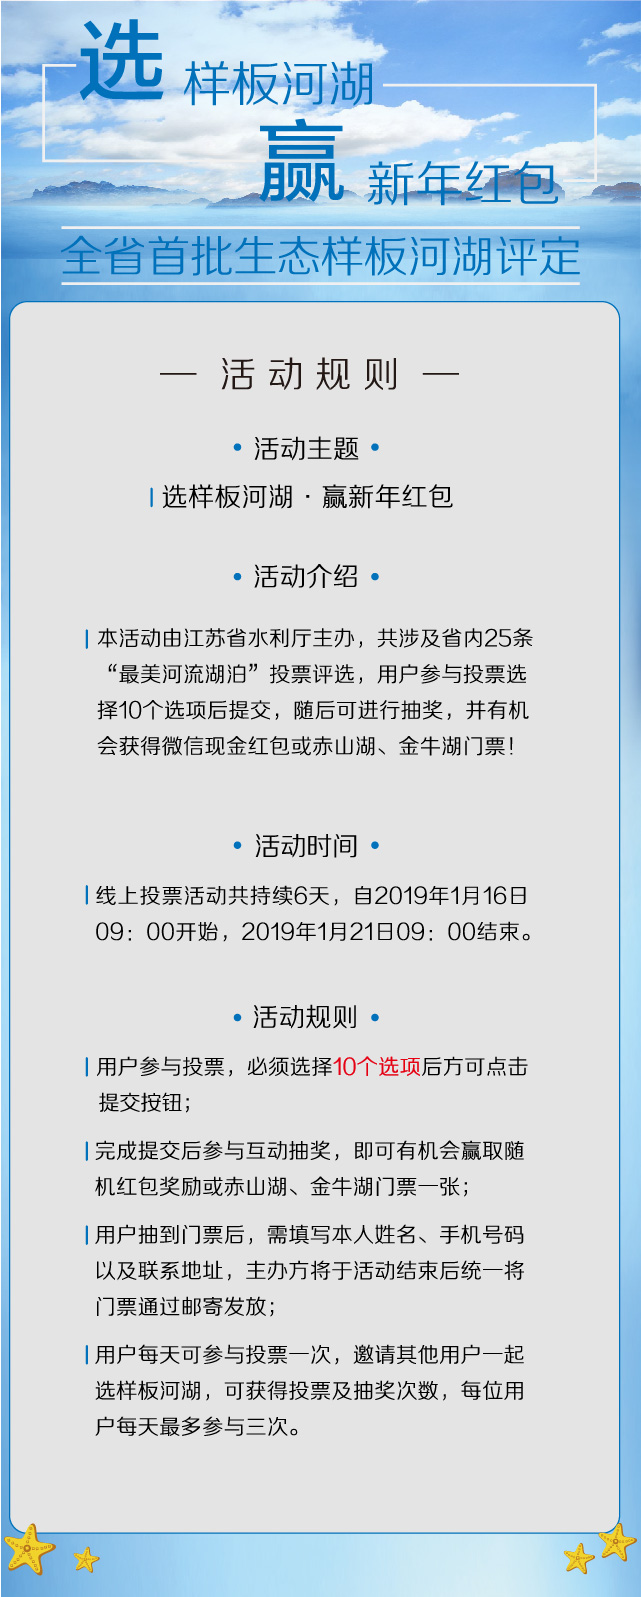 选 样板河湖
赢 新年红包
全省首批生态样板河湖评定
— 活动规则 —
• 活动主题 •
选样板河湖·赢新年红包
• 活动介绍 •
本活动由江苏省水利厅主办，共涉及省内25条
“最美河流湖泊”投票评选，用户参与投票选
择10个选项后提交，随后可进行抽奖，并有机
会获得微信现金红包或赤山湖、金牛湖门票！
• 活动时间 •
线上投票活动共持续6天，自2019年1月16日
09：00开始，2019年1月21日09：00结束。
• 活动规则 •
用户参与投票，必须选择10个选项后方可点击
提交按钮；
完成提交后参与互动抽奖，即可有机会赢取随
机红包奖励或赤山湖、金牛湖门票一张；
用户抽到门票后，需填写本人姓名、手机号码
以及联系地址，主办方将于活动结束后统一将
门票通过邮寄发放；
用户每天可参与投票一次，邀请其他用户一起
选样板河湖，可获得投票及抽奖次数，每位用
户每天最多参与三次。